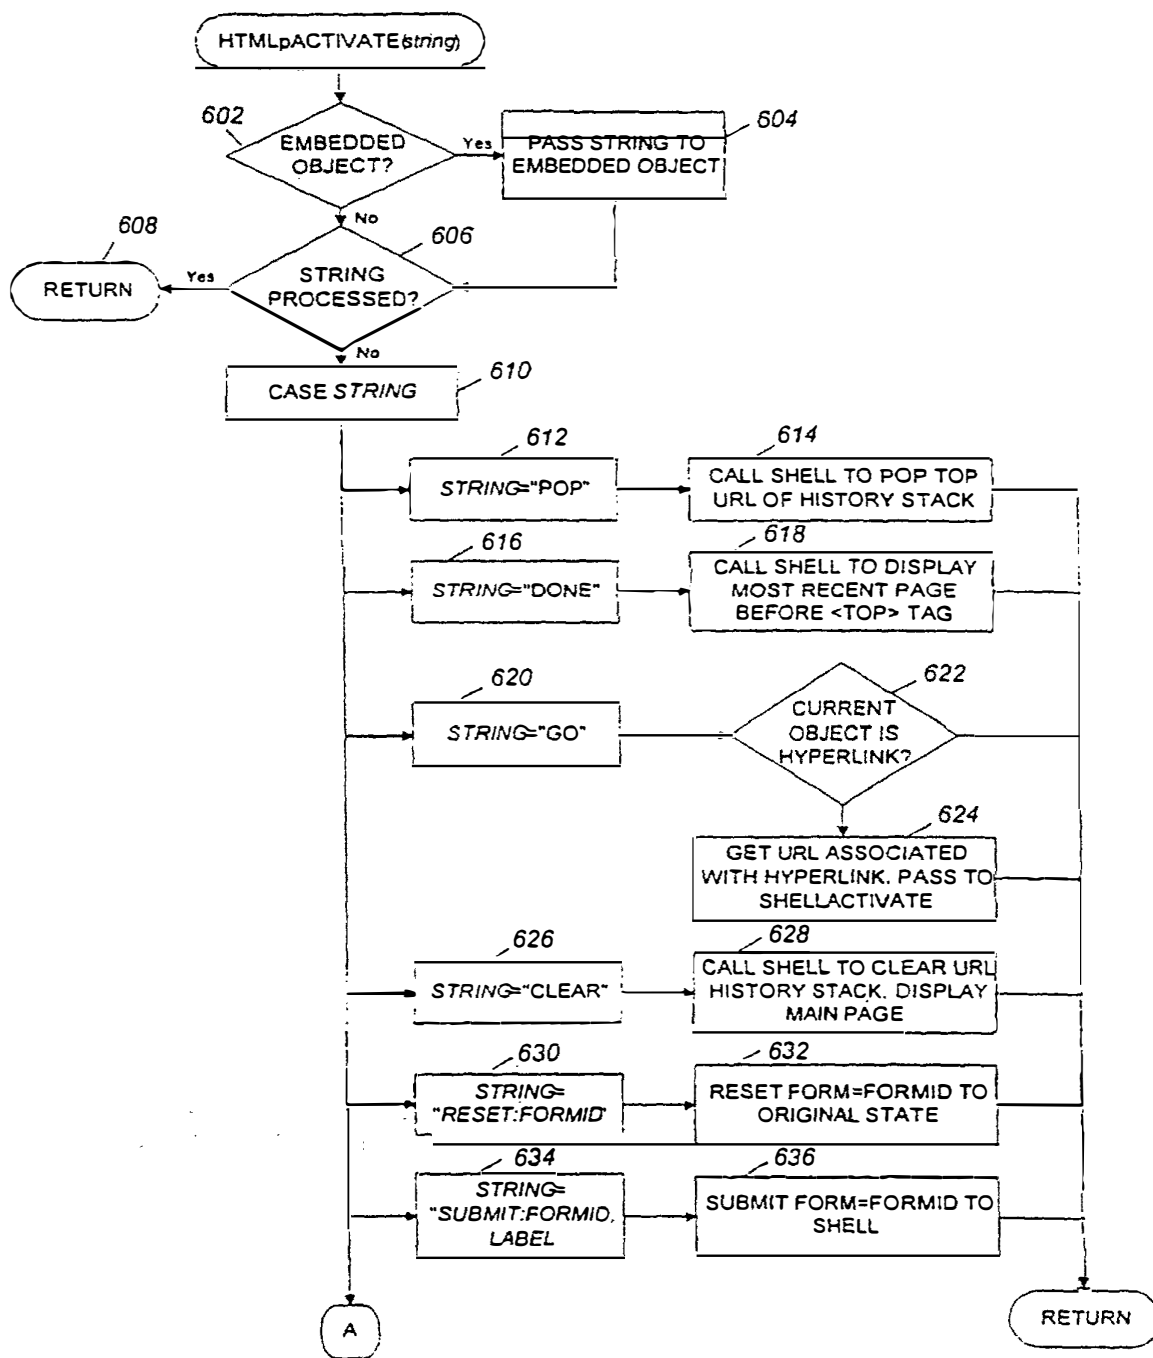 HTMLpACTIVATE(string)
602
EMBEDDED
OBJECT?
Yes
604
PASS STRING TO
EMBEDDED OBJECT
No
608
RETURN
Yes
606
STRING
PROCESSED?
No
CASE STRING
610
612
STRING="POP"
614
CALL SHELL TO POP TOP
URL OF HISTORY STACK
616
STRING="DONE"
618
CALL SHELL TO DISPLAY
MOST RECENT PAGE
BEFORE <TOP> TAG
620
STRING="GO"
622
CURRENT
OBJECT IS
HYPERLINK?
624
GET URL ASSOCIATED
WITH HYPERLINK. PASS TO
SHELLACTIVATE
626
STRING="CLEAR"
628
CALL SHELL TO CLEAR URL
HISTORY STACK. DISPLAY
MAIN PAGE
630
STRING=
"RESET:FORMID"
632
RESET FORM=FORMID TO
ORIGINAL STATE
634
STRING=
"SUBMIT:FORMID,
LABEL
636
SUBMIT FORM=FORMID TO
SHELL
A
RETURN